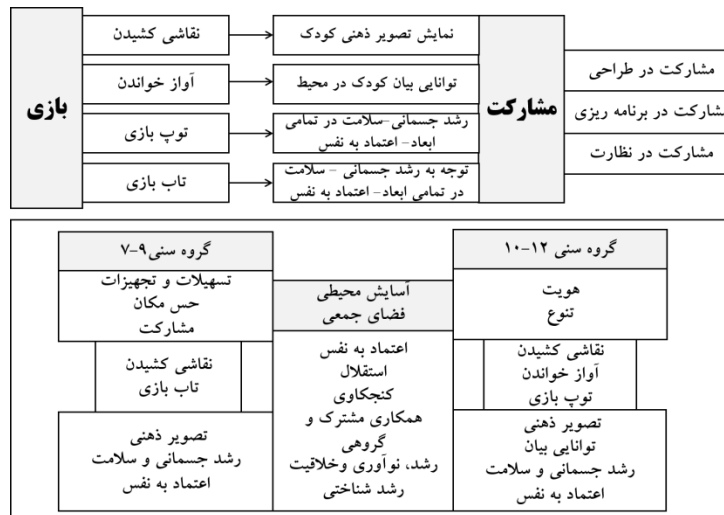 بازی
نقاشی کشیدن
نمایش تصویر ذهنی کودک
آواز خواندن
توانایی بیان کودک در محیط
توپ بازی
رشد جسمانی-سلامت در تمامی
ابعاد- اعتماد به نفس
تاب بازی
توجه به رشد جسمانی - سلامت
در تمامی ابعاد- اعتماد به نفس
مشارکت
مشارکت در طراحی
مشارکت در برنامه ریزی
مشارکت در نظارت
گروه سنی ۱۲-۱۰
هویت
تنوع
نقاشی کشیدن
آواز خواندن
توپ بازی
تصویر ذهنی
توانایی بیان
رشد جسمانی و سلامت
اعتماد به نفس
آسایش محیطی
فضای جمعی
اعتماد به نفس
استقلال
کنجکاوی
همکاری مشترک و
گروهی
رشد، نوآوری وخلاقیت
رشد شناختی
گروه سنی۹-۷
تسهیلات و تجهیزات
حس مکان
مشارکت
نقاشی کشیدن
تاب بازی
تصویر ذهنی
رشد جسمانی و سلامت
اعتماد به نفس